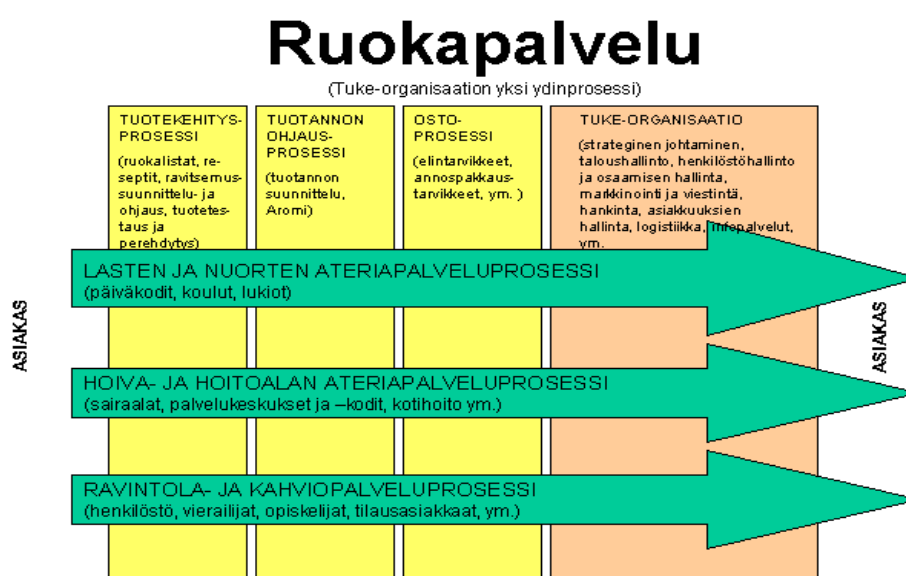 Ruokapalvelu
(Tuke-organisaation yksi ydinprosessi)
TUOTEKEHITYS-
PROSESSI
(ruokalistat, re-
septit, ravitsemus-
suunnittelu- ja
ohjaus, tuotetes-
taus ja
perehdytys)
TUOTANNON
OHJAUS-
PROSESSI
(tuotannon
suunnittelu,
Aromi)
OSTO-
PROSESSI
(elintarvikkeet,
annospakkaus-
tarvikkeet, ym. )
TUKE-ORGANISAATIO
(strateginen johtaminen,
taloushallinto, henkilöstöhallinto
ja osaamisen hallinta,
markkinointi ja viestintä,
hankinta, asiakkuuksien
hallinta, logistiikka, infopalvelut,
ym.
ASIAKAS
LASTEN JA NUORTEN ATERIAPALVELUPROSESSI
(päiväkodit, koulut, lukiot)
HOIVA- JA HOITOALAN ATERIAPALVELUPROSESSI
(sairaalat, palvelukeskukset ja –kodit, kotihoito ym.)
RAVINTOLA- JA KAHVIOPALVELUPROSESSI
(henkilöstö, vierailijat, opiskelijat, tilausasiakkaat, ym.)
ASIAKAS